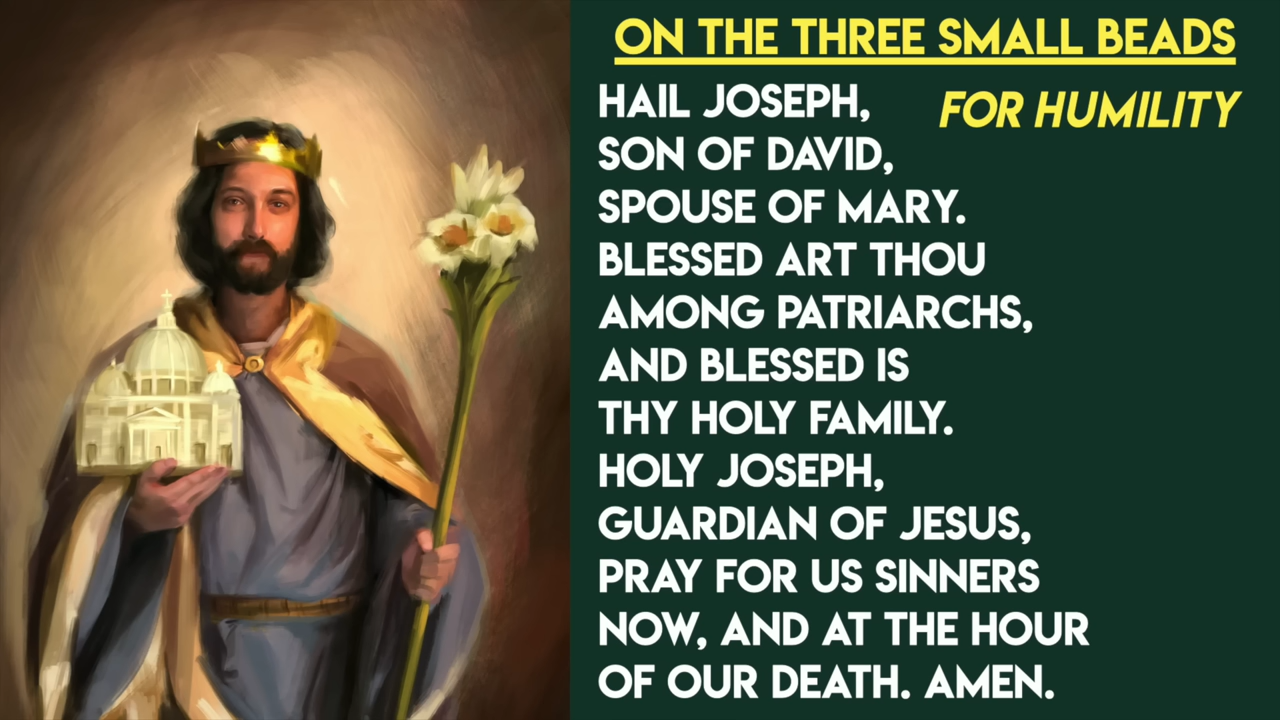 ON THE THREE SMALL BEADS
FOR HUMILITY
HAIL JOSEPH,
SON OF DAVID,
SPOUSE OF MARY.
BLESSED ART THOU
AMONG PATRIARCHS,
AND BLESSED IS
THY HOLY FAMILY.
HOLY JOSEPH,
GUARDIAN OF JESUS,
PRAY FOR US SINNERS
NOW, AND AT THE HOUR
OF OUR DEATH. AMEN.